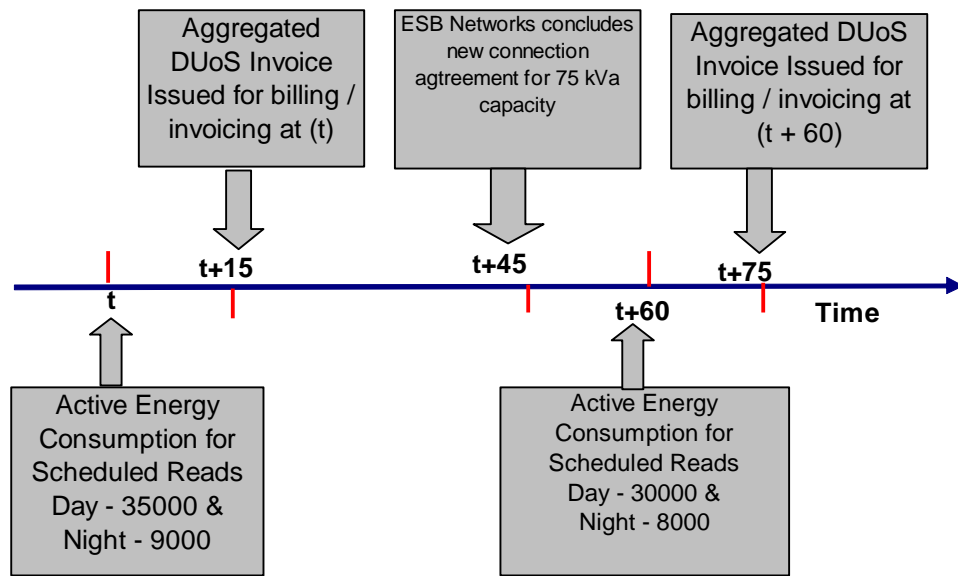 Aggregated
DUoS Invoice
Issued for billing /
invoicing at (t)
ESB Networks concludes
new connection
agtreement for 75 kVa
capacity
Aggregated DUoS
Invoice Issued for
billing / invoicing at
(t + 60)
t+15
t+45
t+75
t
t+60
Time
Active Energy
Consumption for
Scheduled Reads
Day - 35000 &
Night - 9000
Active Energy
Consumption for
Scheduled Reads
Day - 30000 &
Night - 8000